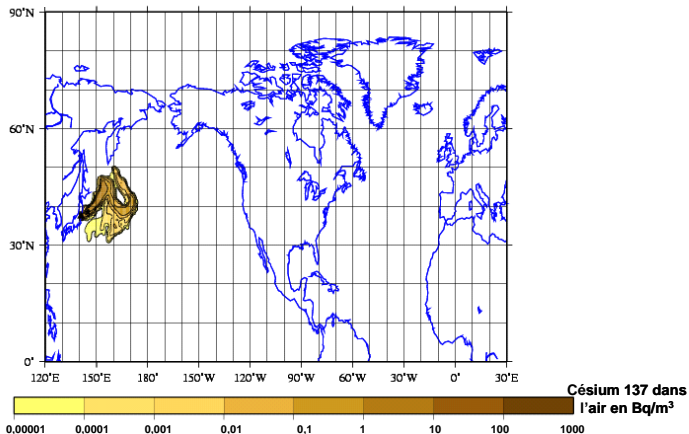 90°N
60°N
30°N
0°
120°E 150°E 180° 150°W 120°W 90°W 60°W 30°W 0° 30°E
Césium 137 dans
l'air en Bq/m³
0,00001 0,0001 0,001 0,01 0,1 1 10 100 1000